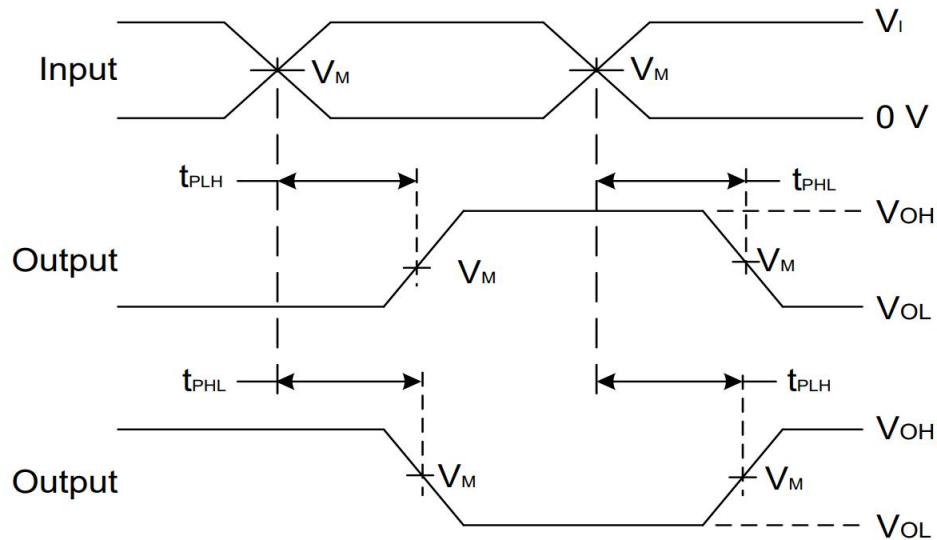 Input
VM
VM
VI
0 V
tPLH
tPHL
Output
VM
VM
VOH
VOL
tPHL
tPLH
Output
VM
VM
VOH
VOL